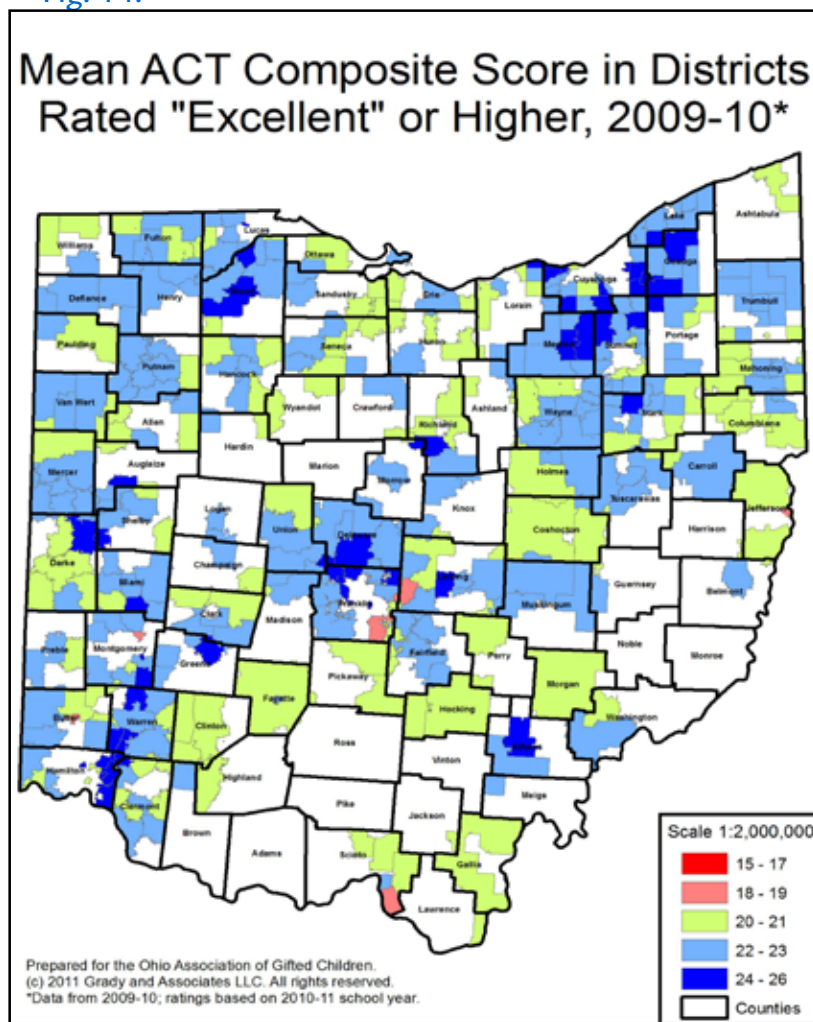 Mean ACT Composite Score in Districts
Rated "Excellent" or Higher, 2009-10*
Ashtabula
Lake
Lucas
Williams
Fulton
Ottawa
Geauga
Cuyahoga
Defiance
Henry
Sandusky
Erie
Lorain
Trumbull
Paulding
Seneca
Huron
Medina
Summit
Portage
Putnam
Hancock
Mahoning
Van Wert
Wyandot
Crawford
Richland
Ashland
Wayne
Stark
Allen
Columbiana
Hardin
Auglaize
Marion
Mercer
Morrow
Holmes
Carroll
Tuscarawas
Jefferson
Logan
Knox
Shelby
Union
Delaware
Coshocton
Harrison
Darke
Champaign
Licking
Miami
Guernsey
Belmont
Clark
Franklin
Muskingum
Madison
Montgomery
Preble
Greene
Fairfield
Perry
Noble
Monroe
Pickaway
Morgan
Fayette
Butler
Warren
Clinton
Hocking
Washington
Ross
Hamilton
Highland
Vinton
Clermont
Meigs
Pike
Jackson
Brown
Adams
Scioto
Gallia
Lawrence
Scale 1:2,000,000
15 - 17
18 - 19
20 - 21
22 - 23
24 - 26
Counties
Prepared for the Ohio Association of Gifted Children.
(c) 2011 Grady and Associates LLC. All rights reserved.
*Data from 2009-10; ratings based on 2010-11 school year.